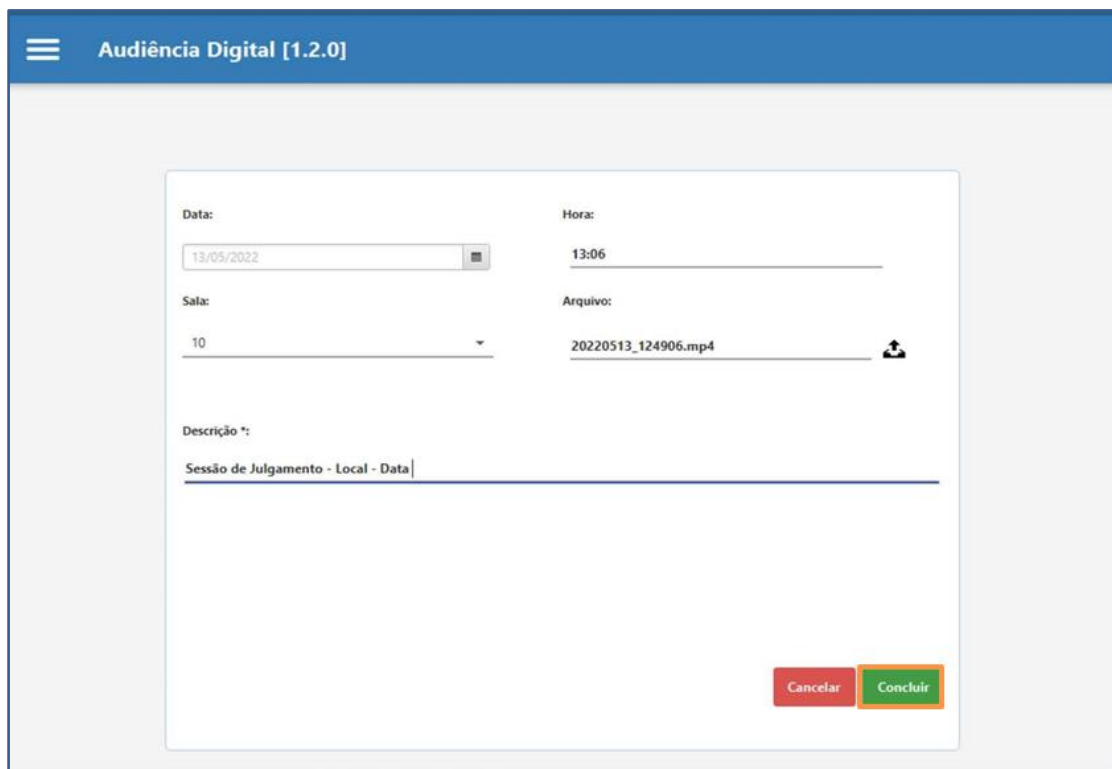 Audiência Digital [1.2.0]
Data:
Hora:
13/05/2022
13:06
Sala:
Arquivo:
10
20220513_124906.mp4
Descrição *:
Sessão de Julgamento - Local - Data
Cancelar
Concluir